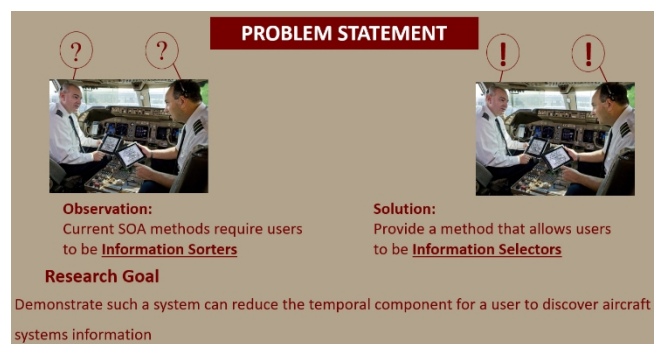 PROBLEM STATEMENT
? ? ! !
Observation:
Current SOA methods require users
to be Information Sorters
Solution:
Provide a method that allows users
to be Information Selectors
Research Goal
Demonstrate such a system can reduce the temporal component for a user to discover aircraft
systems information